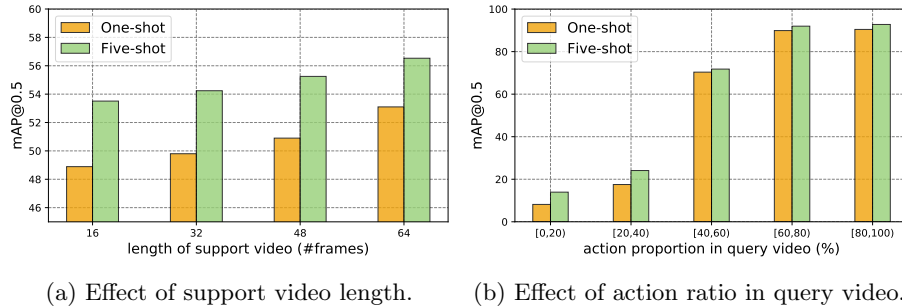 60
58
56
54
52
50
48
46
mAP@0.5
One-shot
Five-shot
16
32
48
64
length of support video (#frames)
(a) Effect of support video length.
100
80
60
40
20
0
mAP@0.5
One-shot
Five-shot
[0,20)
[20,40)
[40,60)
[60,80)
[80,100)
action proportion in query video (%)
(b) Effect of action ratio in query video.